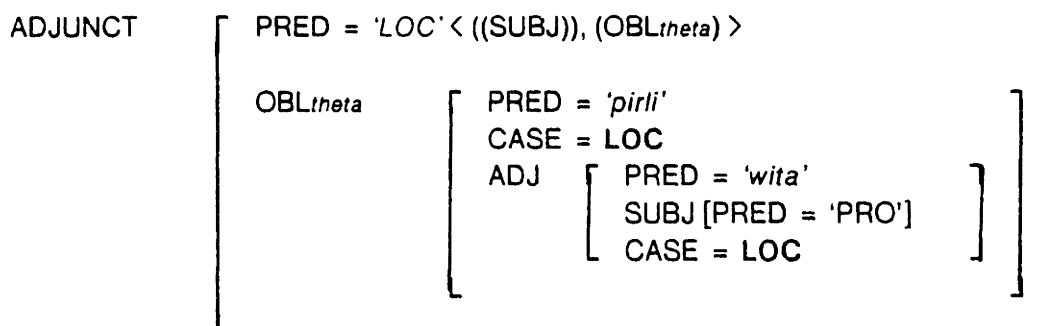 ADJUNCT [ PRED = 'LOC' < ((SUBJ)), (OBLtheta) >
OBLtheta [ PRED = 'pirli' ]
CASE = LOC
ADJ [ PRED = 'wita' ]
SUBJ [PRED = 'PRO']
CASE = LOC